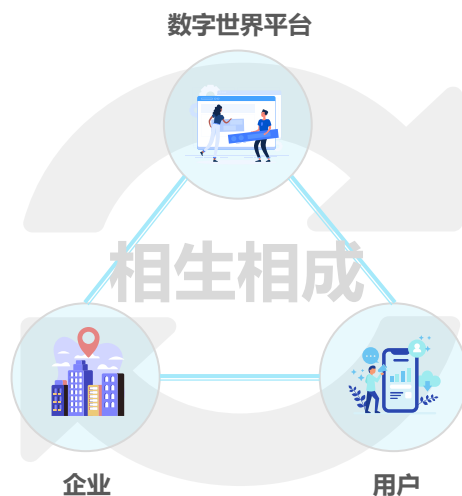 数字世界平台
相生相成
企业
用户